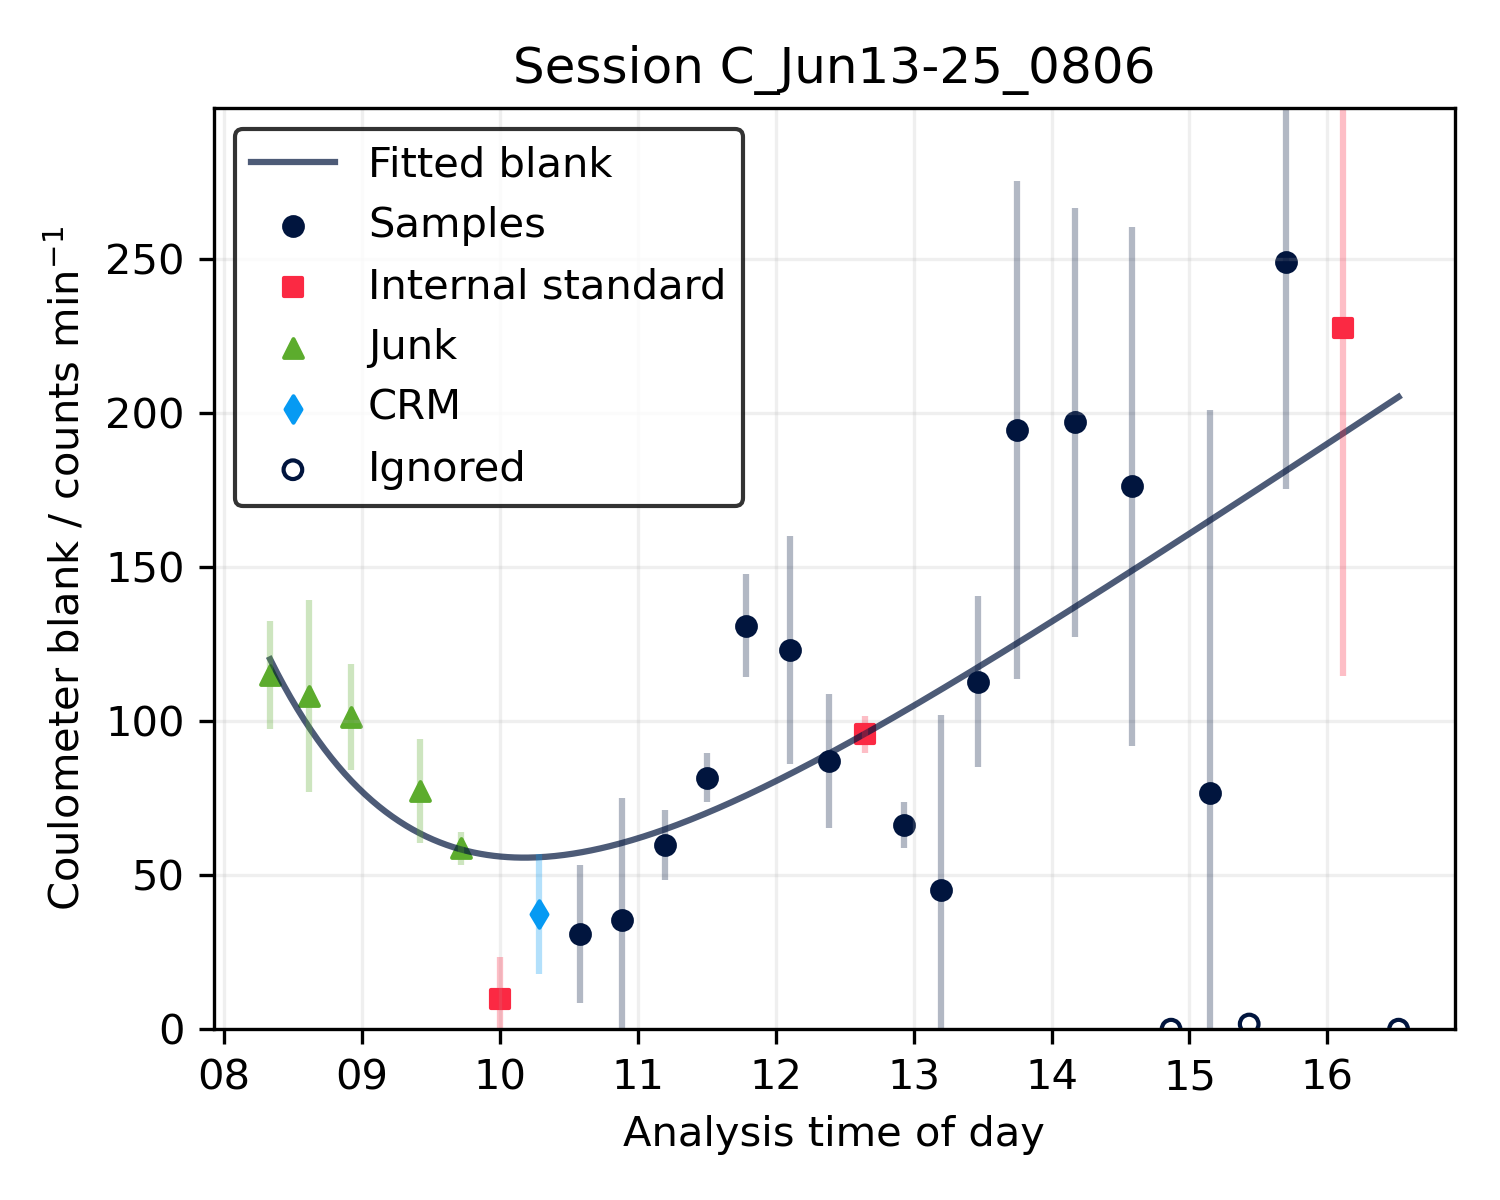 Session C_Jun13-25_0806
Fitted blank
Samples
Internal standard
Junk
CRM
Ignored
Coulometer blank / counts min⁻¹
250
200
150
100
50
0
08 09 10 11 12 13 14 15 16
Analysis time of day